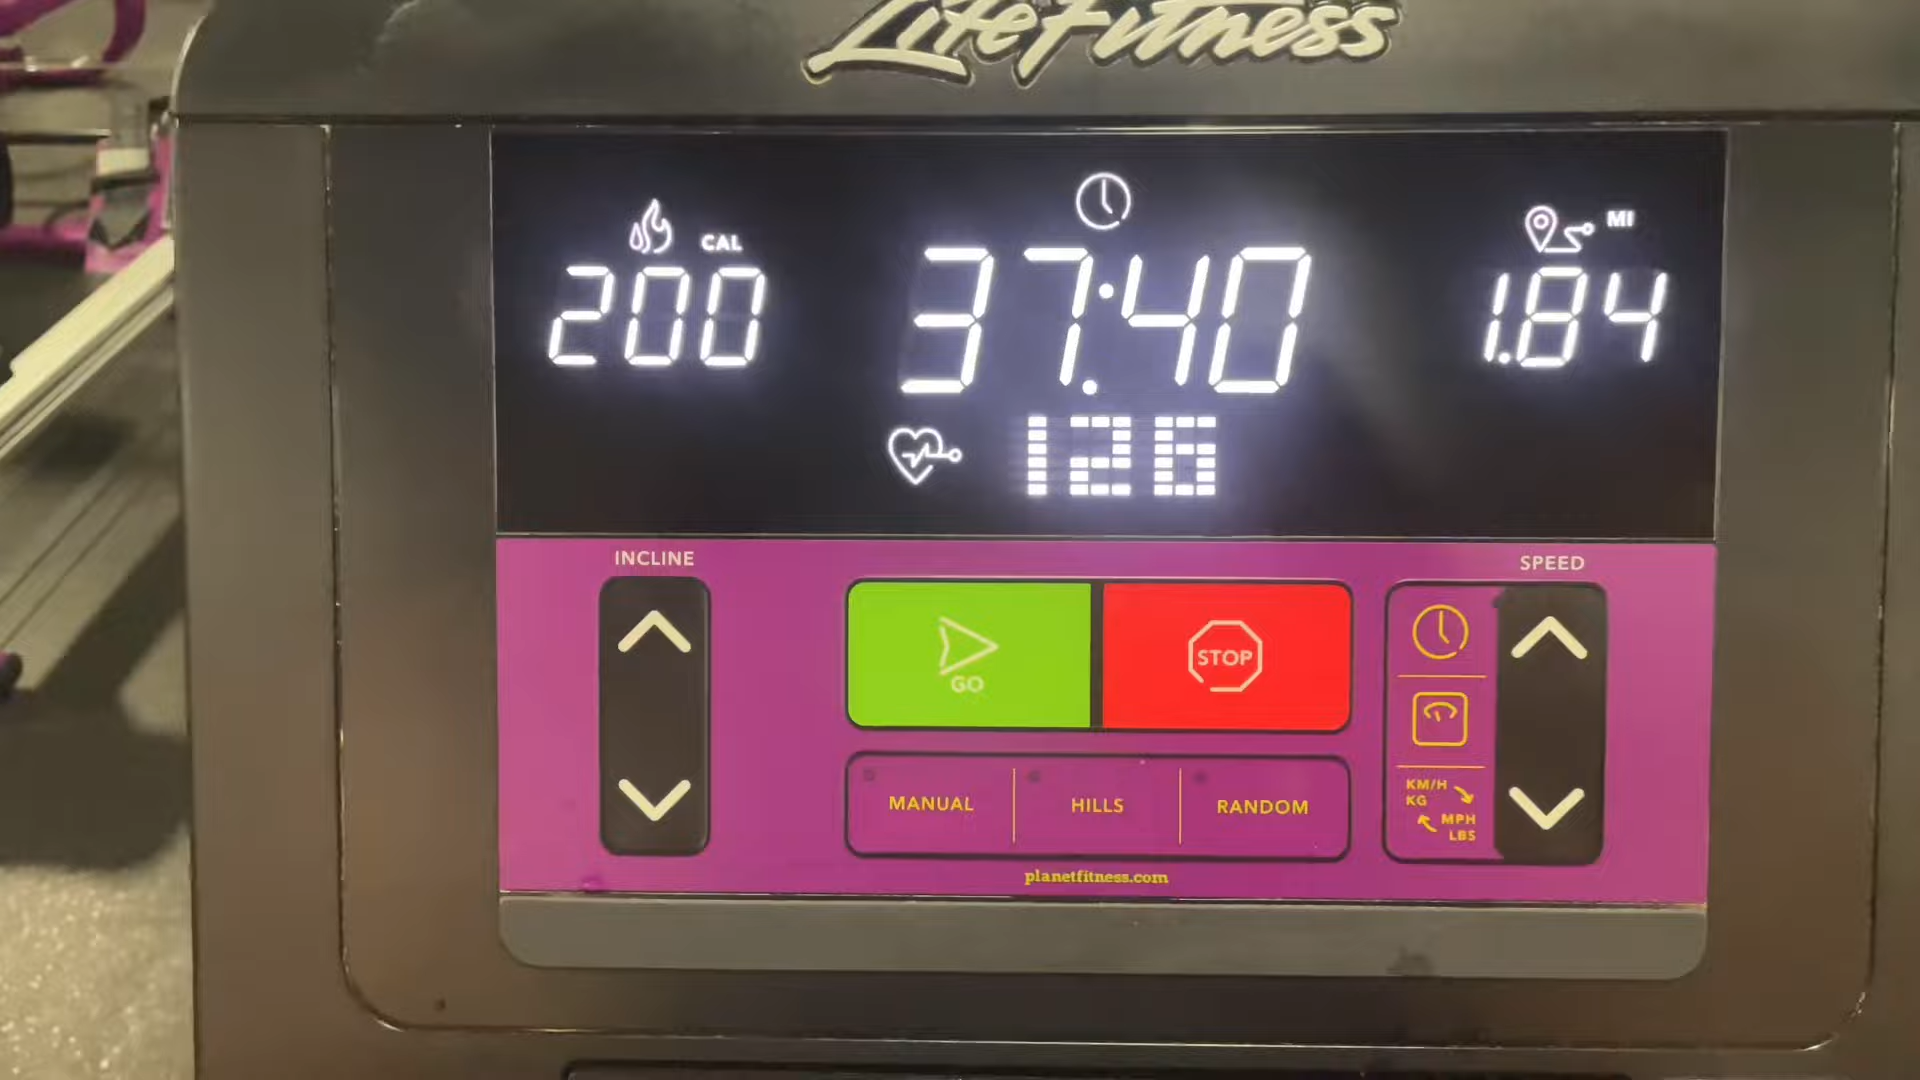 LifeFitness
CAL
MI
200
37:40
1.84
126
INCLINE
SPEED
GO
STOP
MANUAL
HILLS
RANDOM
KM/H
KG
MPH
LBS
planetfitness.com